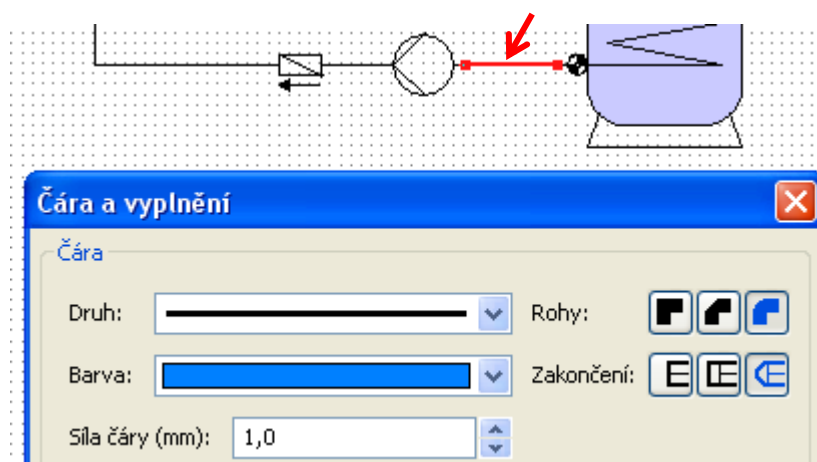 Čára a vyplnění
Čára
Druh:
Rohy:
Barva:
Zakončení:
Síla čáry (mm): 1,0